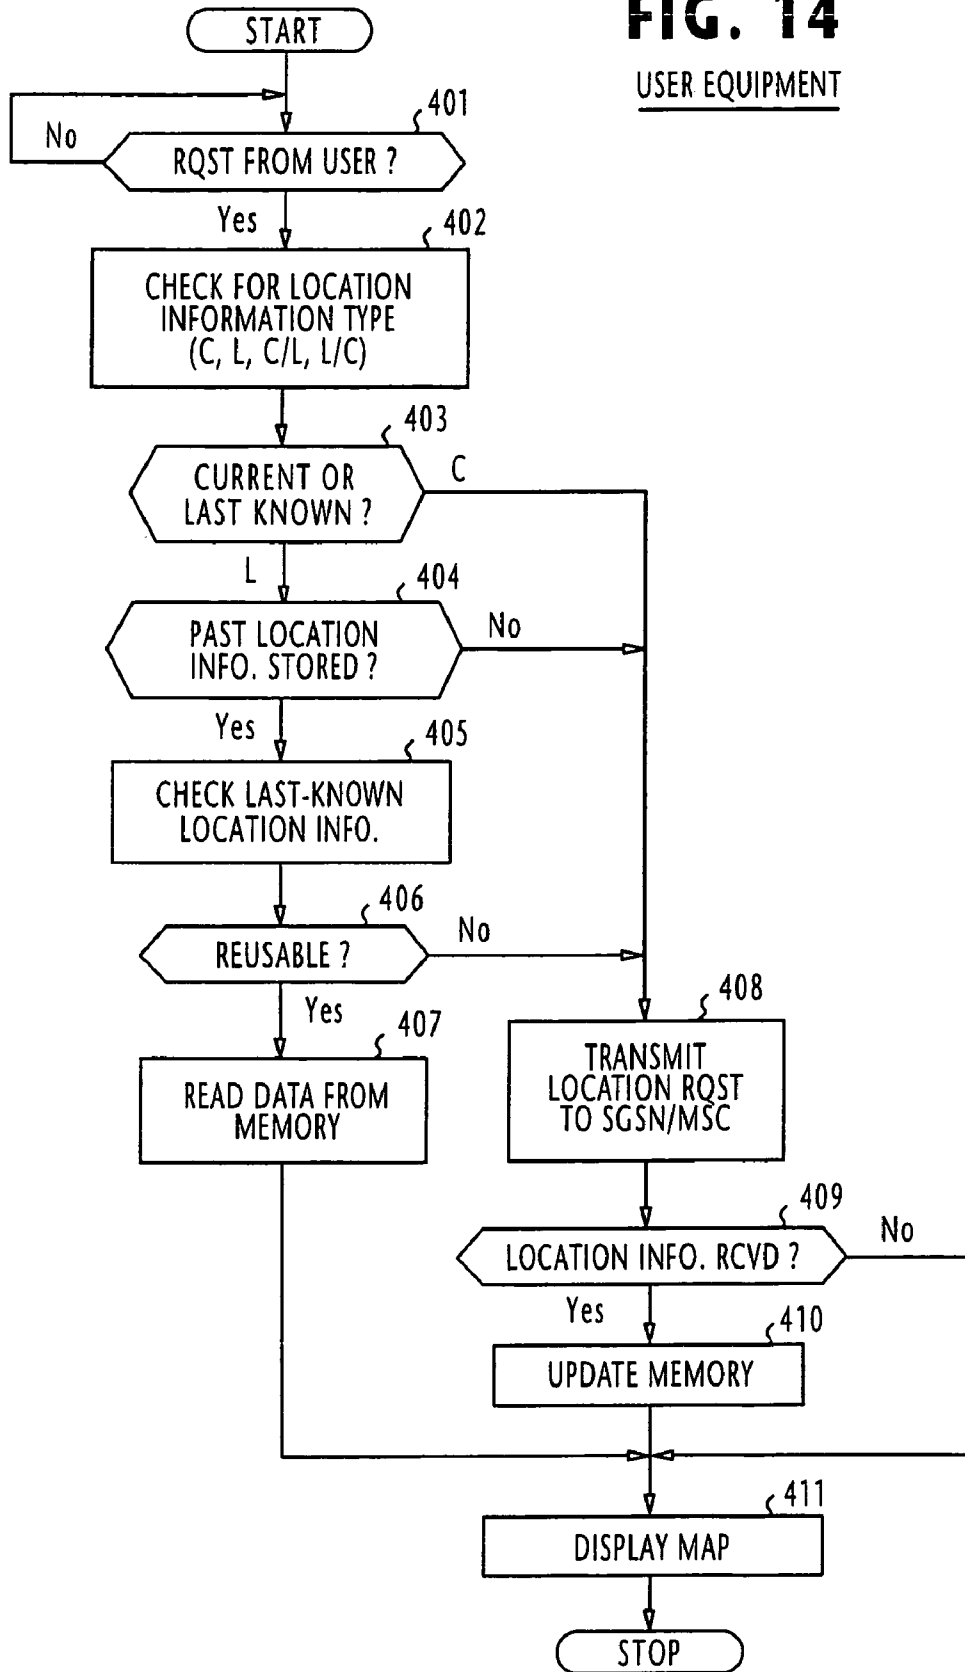 FIG. 14
USER EQUIPMENT
START
401
No
RQST FROM USER ?
Yes
402
CHECK FOR LOCATION
INFORMATION TYPE
(C, L, C/L, L/C)
403
CURRENT OR
LAST KNOWN ?
C
L
404
PAST LOCATION
INFO. STORED ?
No
Yes
405
CHECK LAST-KNOWN
LOCATION INFO.
406
REUSABLE ?
No
Yes
407
READ DATA FROM
MEMORY
408
TRANSMIT
LOCATION RQST
TO SGSN/MSC
409
LOCATION INFO. RCVD ?
No
Yes
410
UPDATE MEMORY
411
DISPLAY MAP
STOP